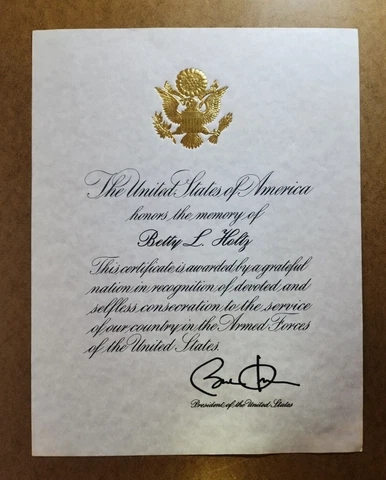 The United States of America
honors the memory of
Betty L. Holtz
This certificate is awarded by a grateful
nation in recognition of devoted and
selfless consecration to the service
of our country in the Armed Forces
of the United States.
President of the United States